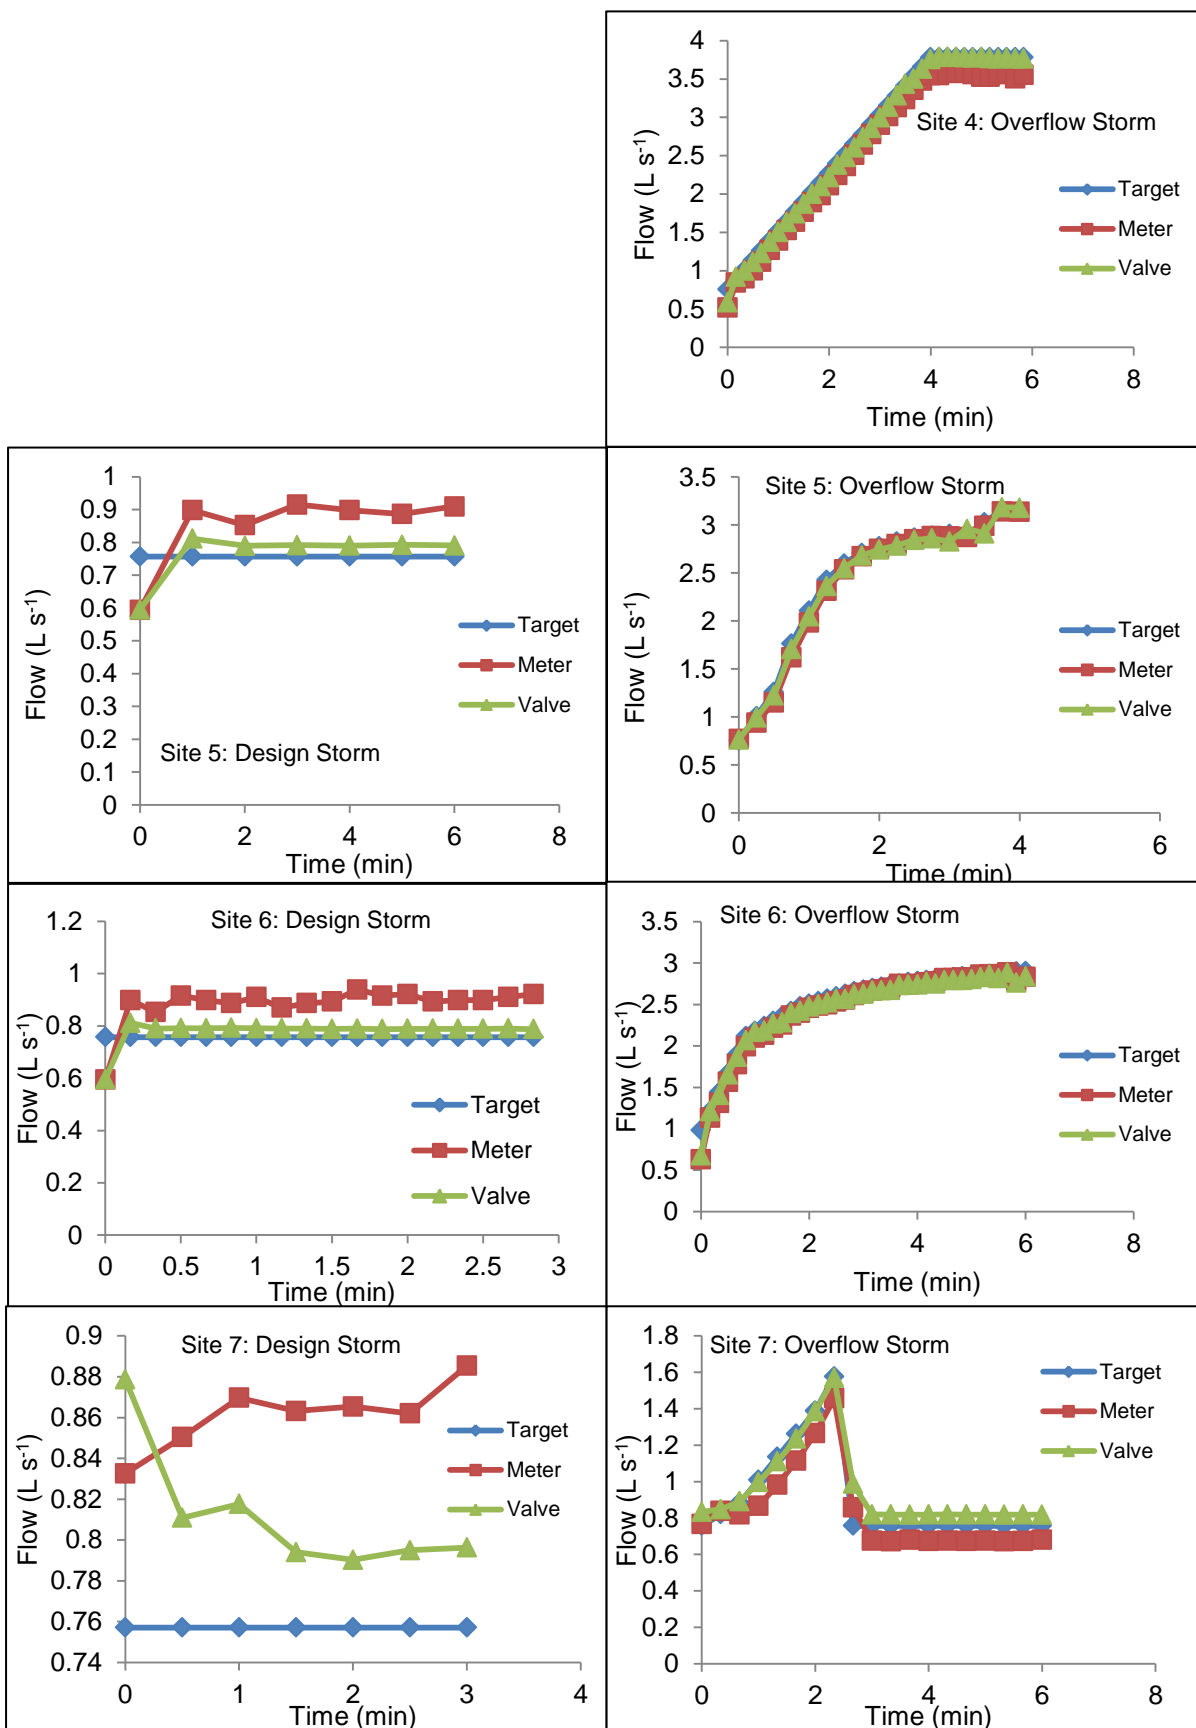 4
3.5
3
2.5
2
1.5
1
0.5
0
0 2 4 6 8
Flow (L s⁻¹)
Time (min)
Site 4: Overflow Storm
Target
Meter
Valve
1
0.9
0.8
0.7
0.6
0.5
0.4
0.3
0.2
0.1
0
0 2 4 6 8
Flow (L s⁻¹)
Time (min)
Site 5: Design Storm
Target
Meter
Valve
3.5
3
2.5
2
1.5
1
0.5
0
0 2 4 6
Flow (L s⁻¹)
Time (min)
Site 5: Overflow Storm
Target
Meter
Valve
1.2
1
0.8
0.6
0.4
0.2
0
0 0.5 1 1.5 2 2.5 3
Flow (L s⁻¹)
Time (min)
Site 6: Design Storm
Target
Meter
Valve
3.5
3
2.5
2
1.5
1
0.5
0
0 2 4 6 8
Flow (L s⁻¹)
Time (min)
Site 6: Overflow Storm
Target
Meter
Valve
0.9
0.88
0.86
0.84
0.82
0.8
0.78
0.76
0.74
0 1 2 3 4
Flow (L s⁻¹)
Time (min)
Site 7: Design Storm
Target
Meter
Valve
1.8
1.6
1.4
1.2
1
0.8
0.6
0.4
0.2
0
0 2 4 6 8
Flow (L s⁻¹)
Time (min)
Site 7: Overflow Storm
Target
Meter
Valve